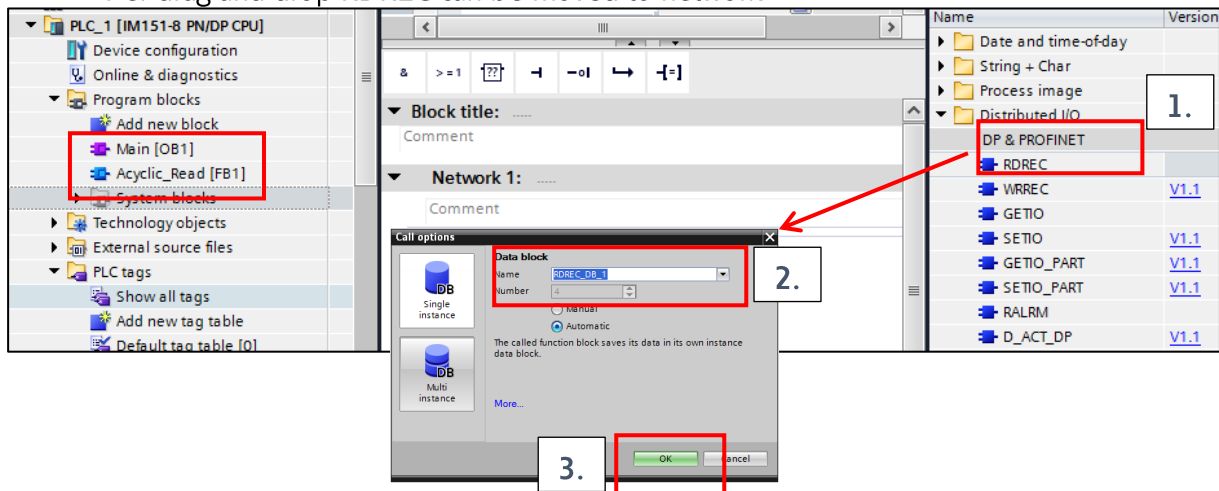 PLC_1 [IM151-8 PN/DP CPU]
Device configuration
Online & diagnostics
Program blocks
Add new block
Main [OB1]
Acyclic_Read [FB1]
System blocks
Technology objects
External source files
PLC tags
Show all tags
Add new tag table
Default tag table [0]
& >=1 ??
Block title: .....
Comment
Network 1: .....
Comment
Call options
Data block
Name RDREC_DB_1
Number 4
Manual
Automatic
The called function block saves its data in its own instance
data block.
More...
DB
Single
instance
DB
Multi
instance
OK Cancel
Name Version
Date and time-of-day
String + Char
Process image
Distributed I/O
DP & PROFINET
RDREC
WRREC V1.1
GETIO
SETIO V1.1
GETIO_PART V1.1
SETIO_PART V1.1
RALRM
D_ACT_DP V1.1
1.
2.
3.